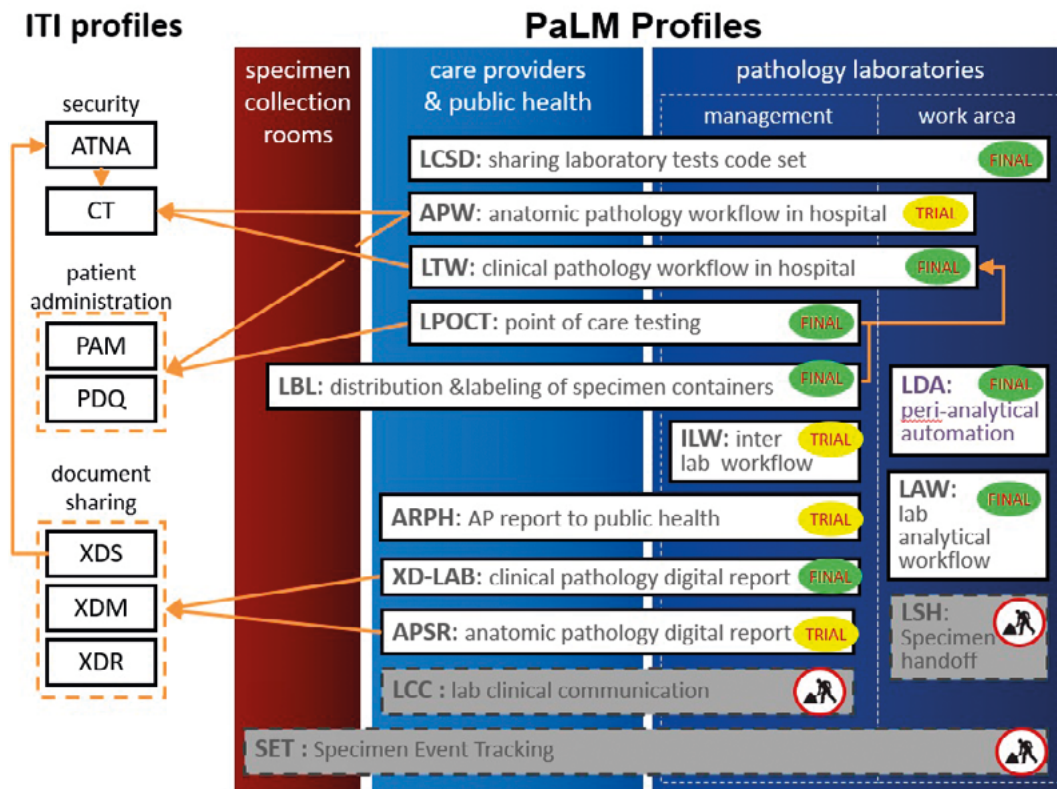 ITI profiles
PaLM Profiles
specimen
collection
rooms
care providers
& public health
pathology laboratories
management
work area
security
ATNA
CT
patient
administration
PAM
PDQ
document
sharing
XDS
XDM
XDR
LCSD: sharing laboratory tests code set
FINAL
APW: anatomic pathology workflow in hospital
TRIAL
LTW: clinical pathology workflow in hospital
FINAL
LPOCT: point of care testing
FINAL
LBL: distribution &labeling of specimen containers
FINAL
LDA:
FINAL
peri-analytical
automation
ILW: inter
lab workflow
TRIAL
LAW:
lab
analytical
workflow
FINAL
ARPH: AP report to public health
TRIAL
XD-LAB: clinical pathology digital report
FINAL
APSR: anatomic pathology digital report
TRIAL
LSH:
Specimen
handoff
LCC : lab clinical communication
SET : Specimen Event Tracking